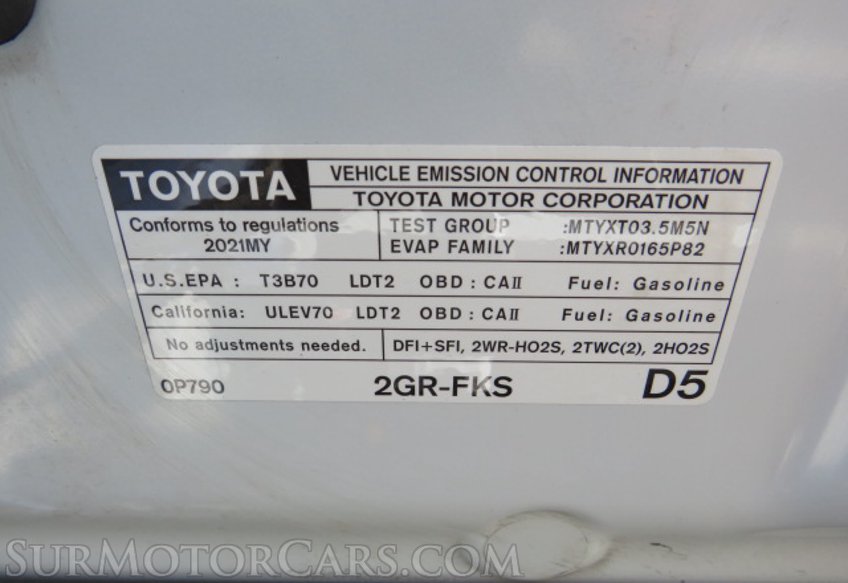 TOYOTA
VEHICLE EMISSION CONTROL INFORMATION
TOYOTA MOTOR CORPORATION
Conforms to regulations
2021MY
TEST GROUP :MTYXT03.5M5N
EVAP FAMILY :MTYXR0165P82
U.S.EPA : T3B70 LDT2 OBD : CAⅡ Fuel: Gasoline
California: ULEV70 LDT2 OBD : CAⅡ Fuel: Gasoline
No adjustments needed. DFI+SFI, 2WR-HO2S, 2TWC(2), 2HO2S
0P790 2GR-FKS D5
SurMotorCars.com